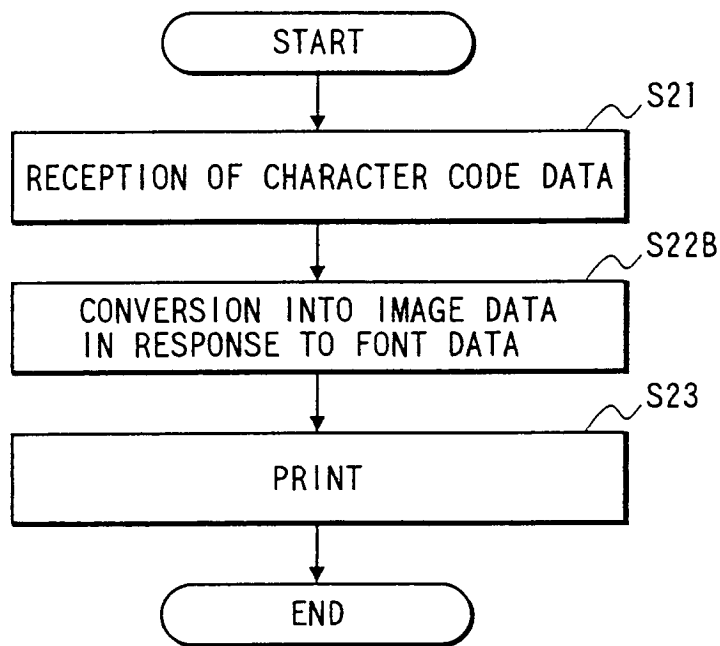 START
S21
RECEPTION OF CHARACTER CODE DATA
S22B
CONVERSION INTO IMAGE DATA
IN RESPONSE TO FONT DATA
S23
PRINT
END